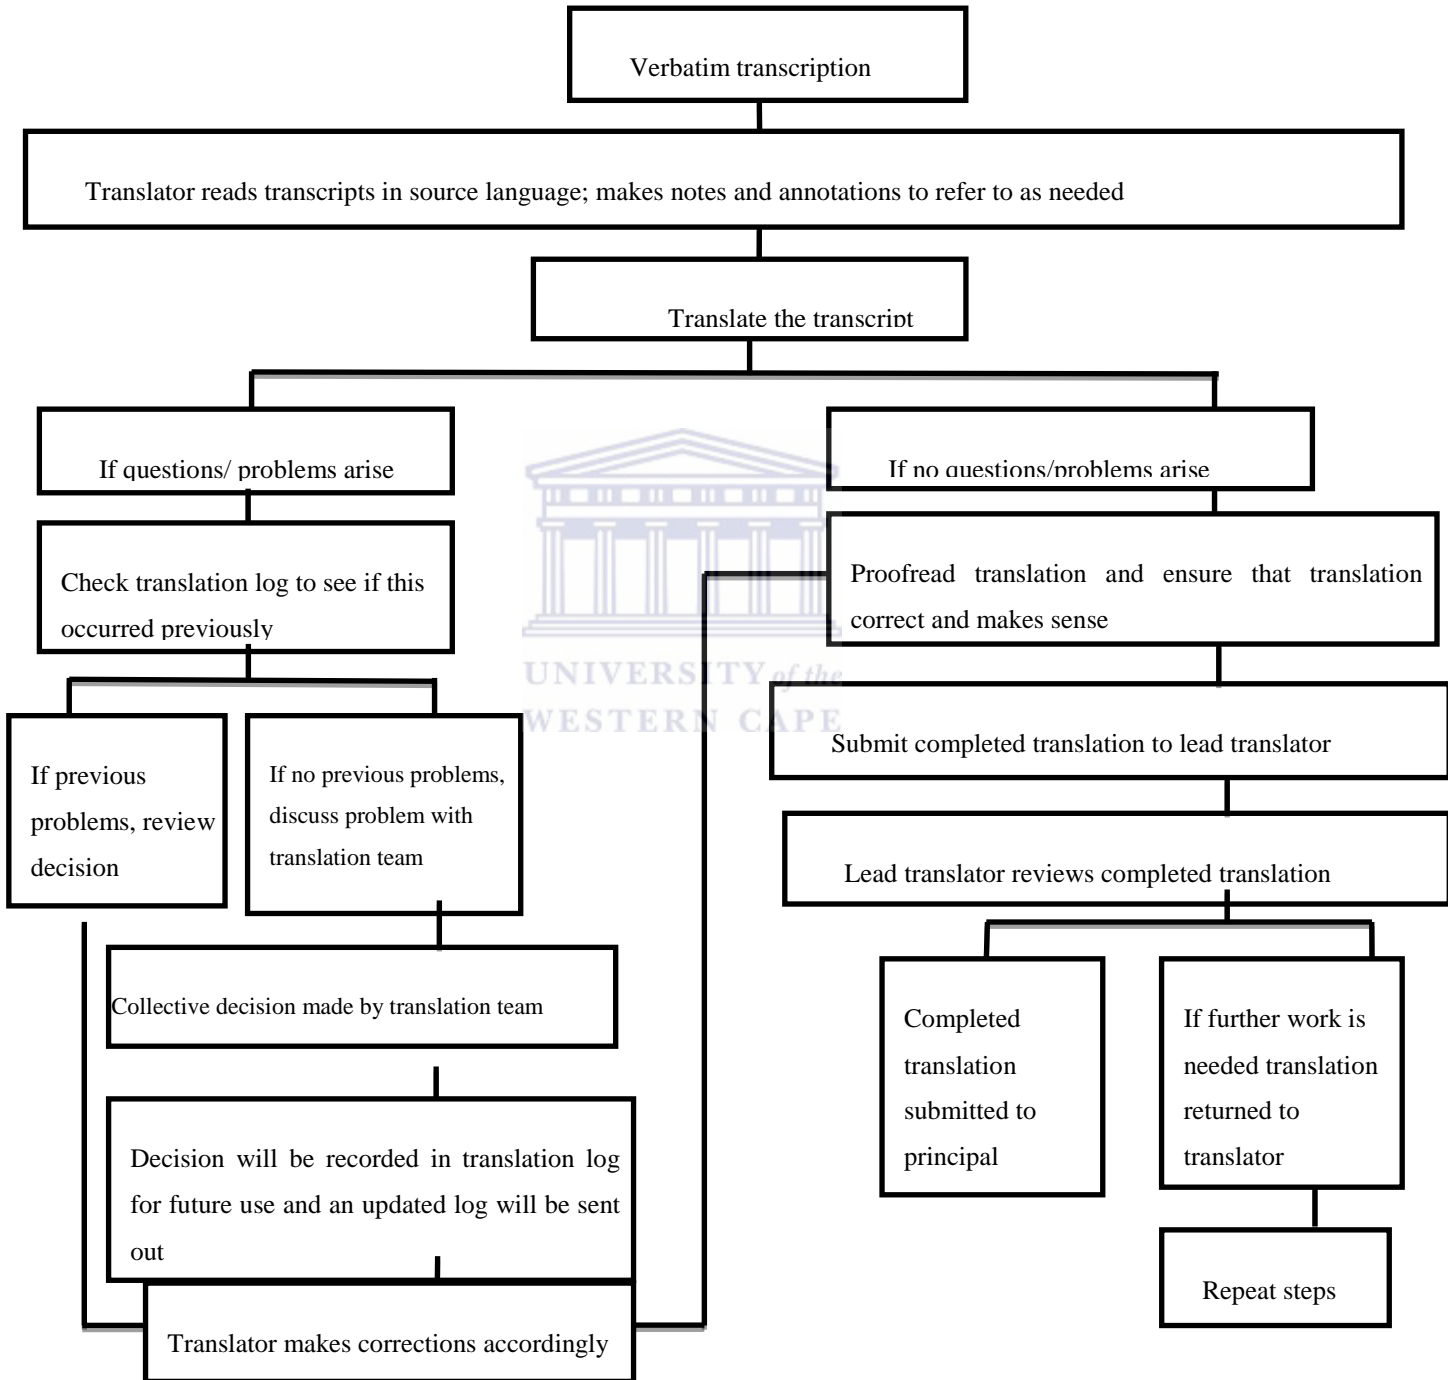 Verbatim transcription
Translator reads transcripts in source language; makes notes and annotations to refer to as needed
Translate the transcript
If questions/ problems arise
If no questions/problems arise
Check translation log to see if this
occurred previously
Proofread translation and ensure that translation
correct and makes sense
UNIVERSITY of the
WESTERN CAPE
Submit completed translation to lead translator
If previous
problems, review
decision
If no previous problems,
discuss problem with
translation team
Lead translator reviews completed translation
Collective decision made by translation team
Completed
translation
submitted to
principal
If further work is
needed translation
returned to
translator
Decision will be recorded in translation log
for future use and an updated log will be sent
out
Repeat steps
Translator makes corrections accordingly